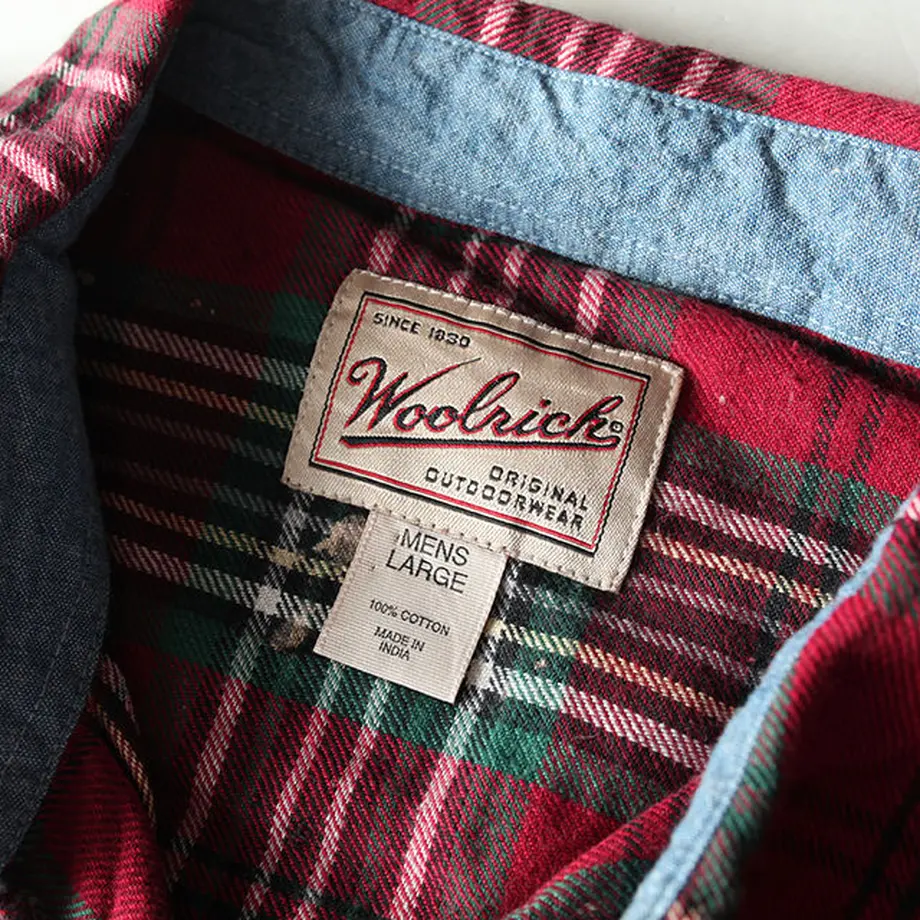 SINCE 1830
Woolrich®
ORIGINAL
OUTDOORWEAR
MENS
LARGE
100% COTTON
MADE IN
INDIA